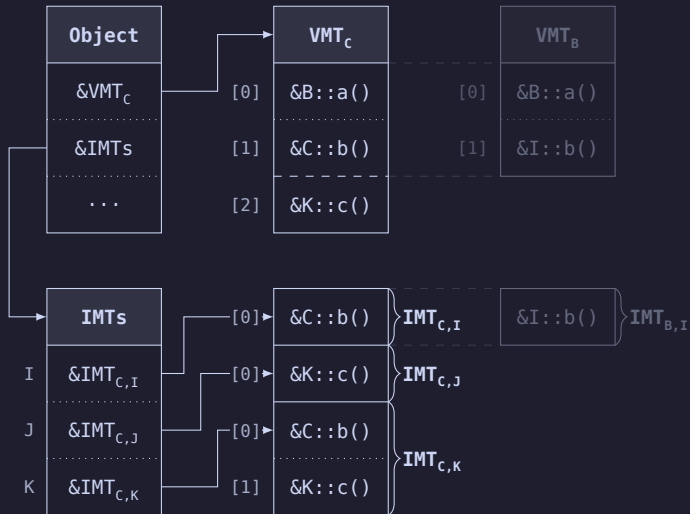 Object VMT_C VMT_B
&VMT_C [0] &B::a() [0] &B::a()
&IMTs [1] &C::b() [1] &I::b()
... [2] &K::c()
IMTs [0] &C::b() IMT_C,I &I::b() IMT_B,I
I &IMT_C,I [0] &K::c() IMT_C,J
J &IMT_C,J [0] &C::b()
IMT_C,K
K &IMT_C,K [1] &K::c()